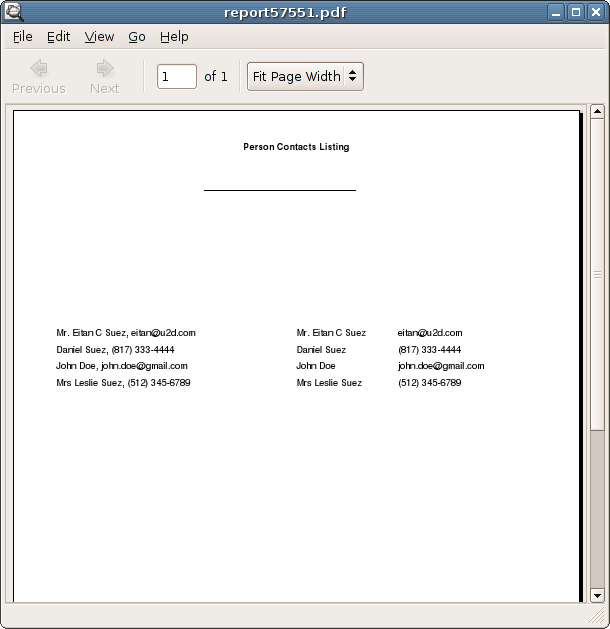 report57551.pdf
File Edit View Go Help
Previous Next 1 of 1 Fit Page Width
Person Contacts Listing
Mr. Eitan C Suez, eitan@u2d.com Mr. Eitan C Suez eitan@u2d.com
Daniel Suez, (817) 333-4444 Daniel Suez (817) 333-4444
John Doe, john.doe@gmail.com John Doe john.doe@gmail.com
Mrs Leslie Suez, (512) 345-6789 Mrs Leslie Suez (512) 345-6789